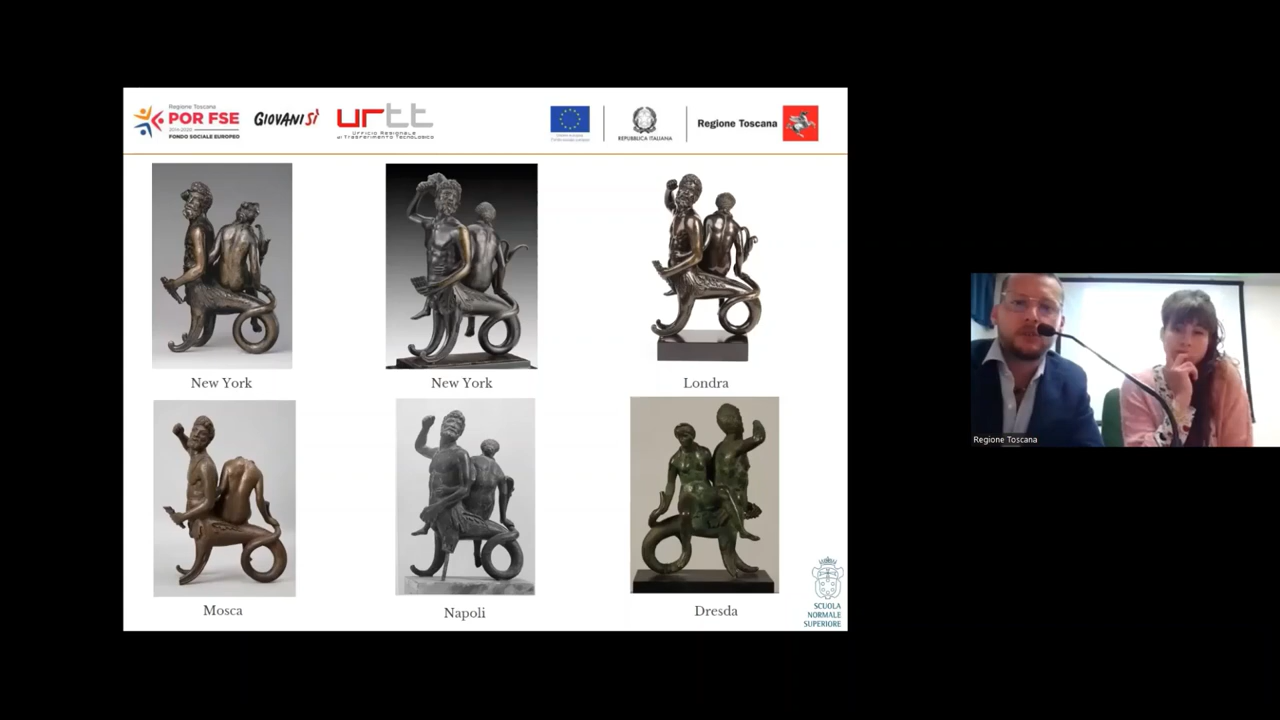 Regione Toscana
POR FSE
2014-2020
FONDO SOCIALE EUROPEO
GIOVANISÌ
urtt
Ufficio Regionale
di Trasferimento Tecnologico
REPUBBLICA ITALIANA
Regione Toscana
New York
New York
Londra
Mosca
Napoli
Dresda
SCUOLA
NORMALE
SUPERIORE
Regione Toscana